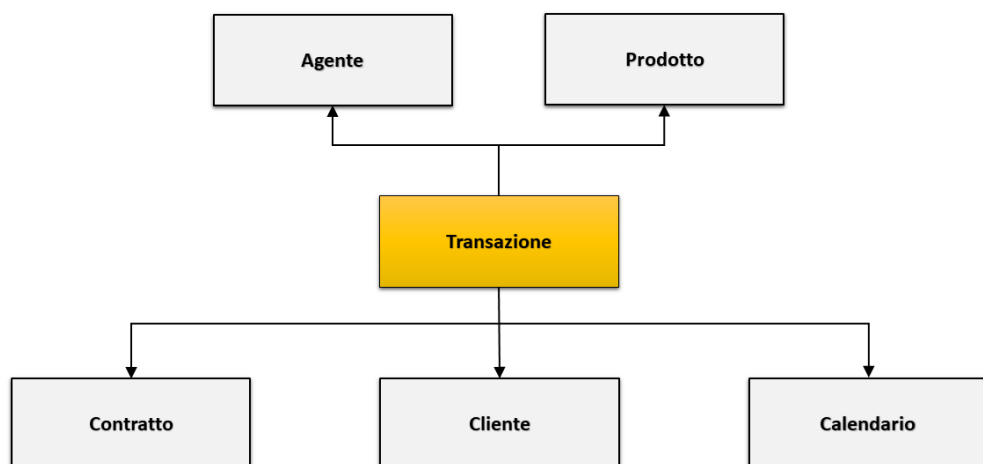 Agente
Prodotto
Transazione
Contratto
Cliente
Calendario